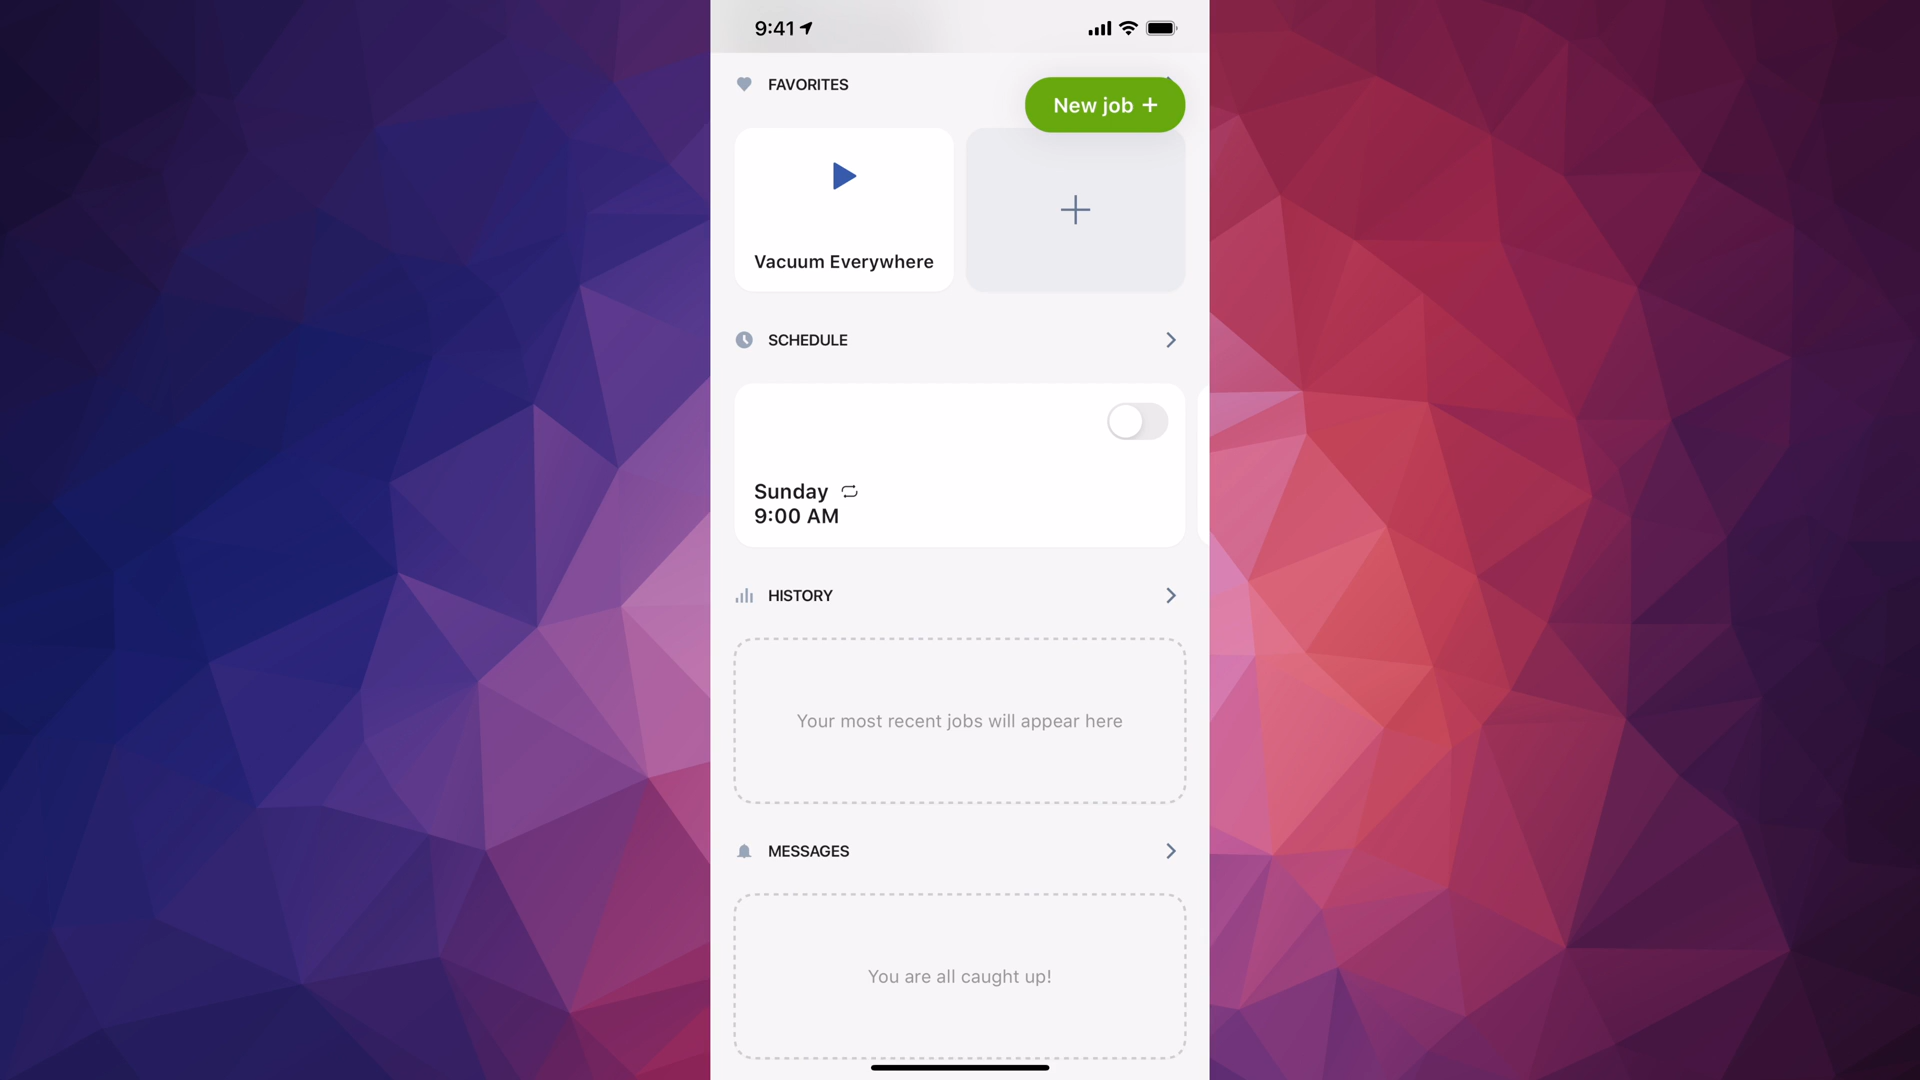 9:41
FAVORITES
New job +
Vacuum Everywhere
SCHEDULE
Sunday
9:00 AM
HISTORY
Your most recent jobs will appear here
MESSAGES
You are all caught up!